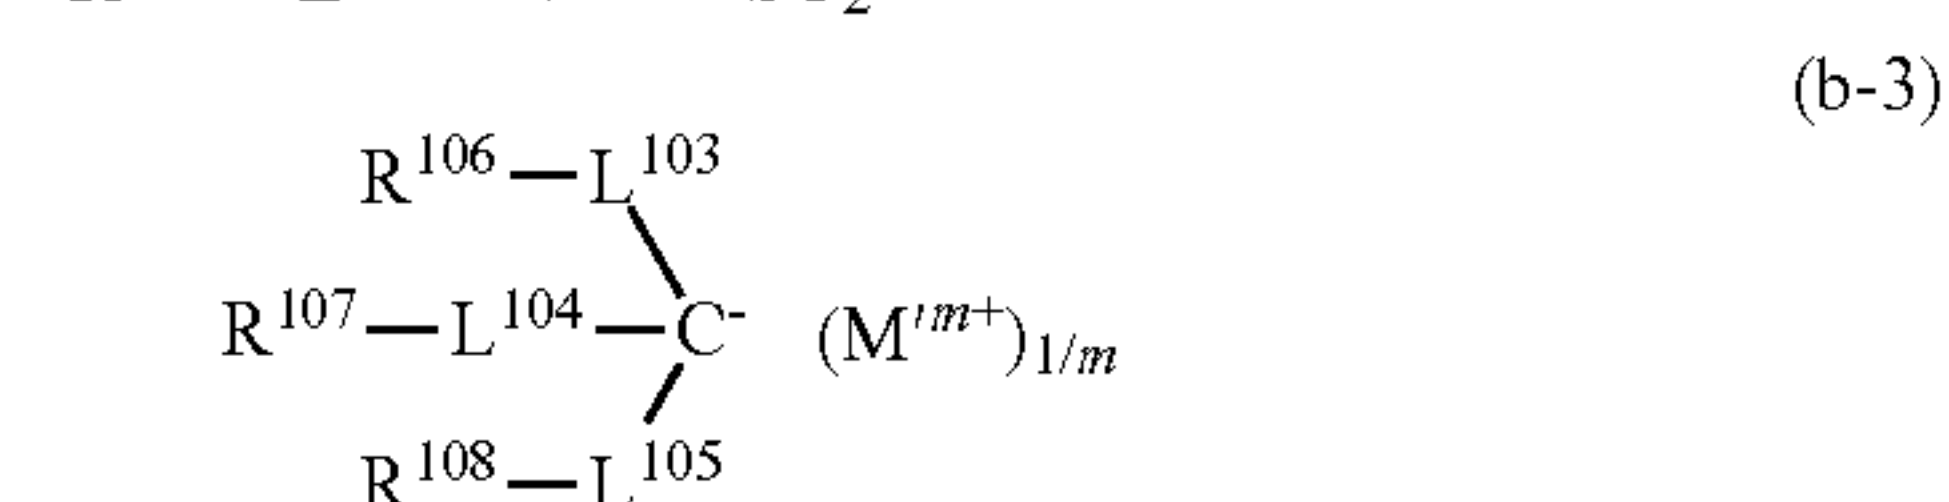 (b-3)
R¹⁰⁶—L¹⁰³
R¹⁰⁷—L¹⁰⁴—C⁻ (M′ᵐ⁺)₁/ₘ
R¹⁰⁸—L¹⁰⁵